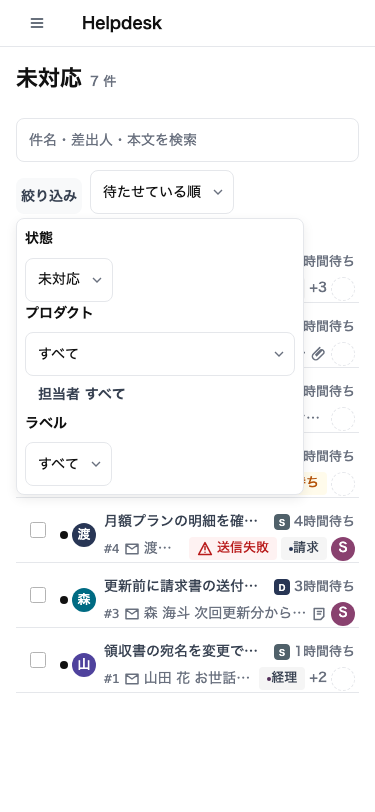 Helpdesk
未対応 7 件
件名・差出人・本文を検索
絞り込み 待たせている順
状態
時間待ち
未対応
+3
プロダクト
時間待ち
すべて
担当者 すべて
時間待ち
…
ラベル
すべて
時間待ち
ち
渡 月額プランの明細を確… S 4時間待ち
#4 渡… 送信失敗 •請求 S
森 更新前に請求書の送付… D 3時間待ち
#3 森 海斗 次回更新分から… S
山 領収書の宛名を変更で… S 1時間待ち
#1 山田 花 お世話… •経理 +2